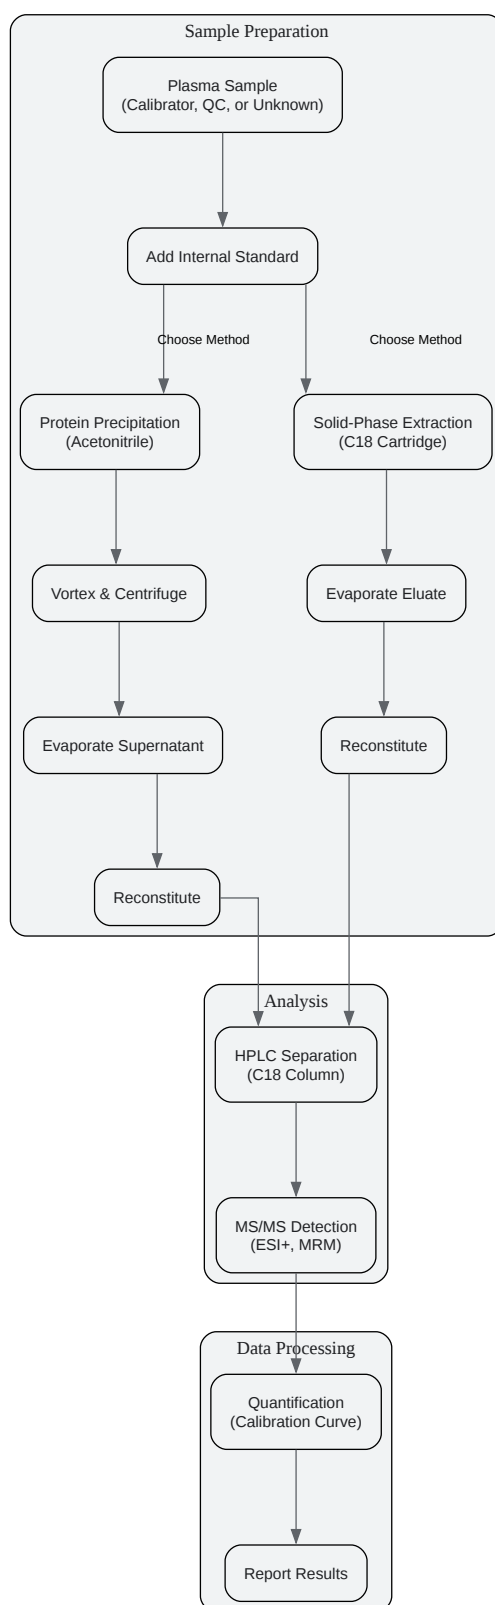 Sample Preparation
Plasma Sample
(Calibrator, QC, or Unknown)
Add Internal Standard
Choose Method
Choose Method
Protein Precipitation
(Acetonitrile)
Solid-Phase Extraction
(C18 Cartridge)
Vortex & Centrifuge
Evaporate Eluate
Evaporate Supernatant
Reconstitute
Reconstitute
Analysis
HPLC Separation
(C18 Column)
MS/MS Detection
(ESI+, MRM)
Data Processing
Quantification
(Calibration Curve)
Report Results